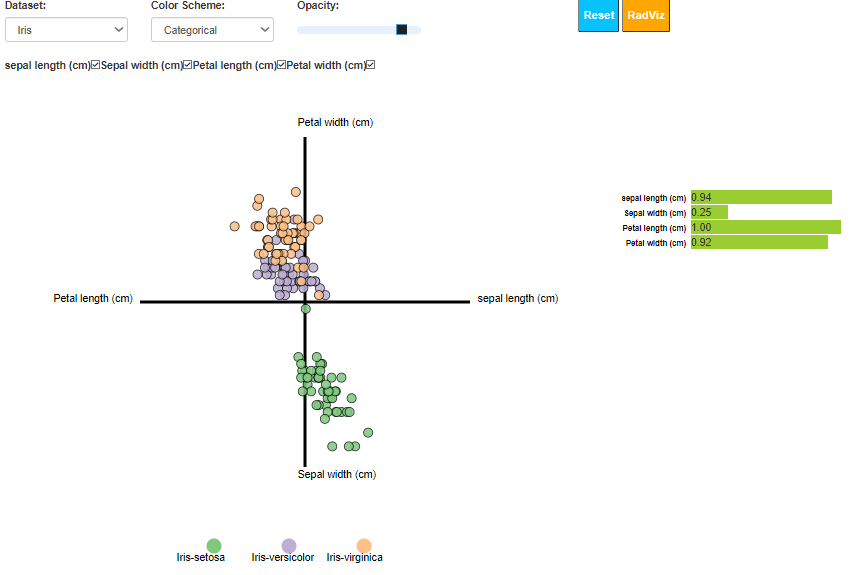 Dataset: Color Scheme: Opacity:
Iris Categorical Reset RadViz
sepal length (cm) Sepal width (cm) Petal length (cm) Petal width (cm)
Petal width (cm)
sepal length (cm) 0.94
Sepal width (cm) 0.25
Petal length (cm) 1.00
Petal width (cm) 0.92
Petal length (cm) sepal length (cm)
Sepal width (cm)
Iris-setosa Iris-versicolor Iris-virginica